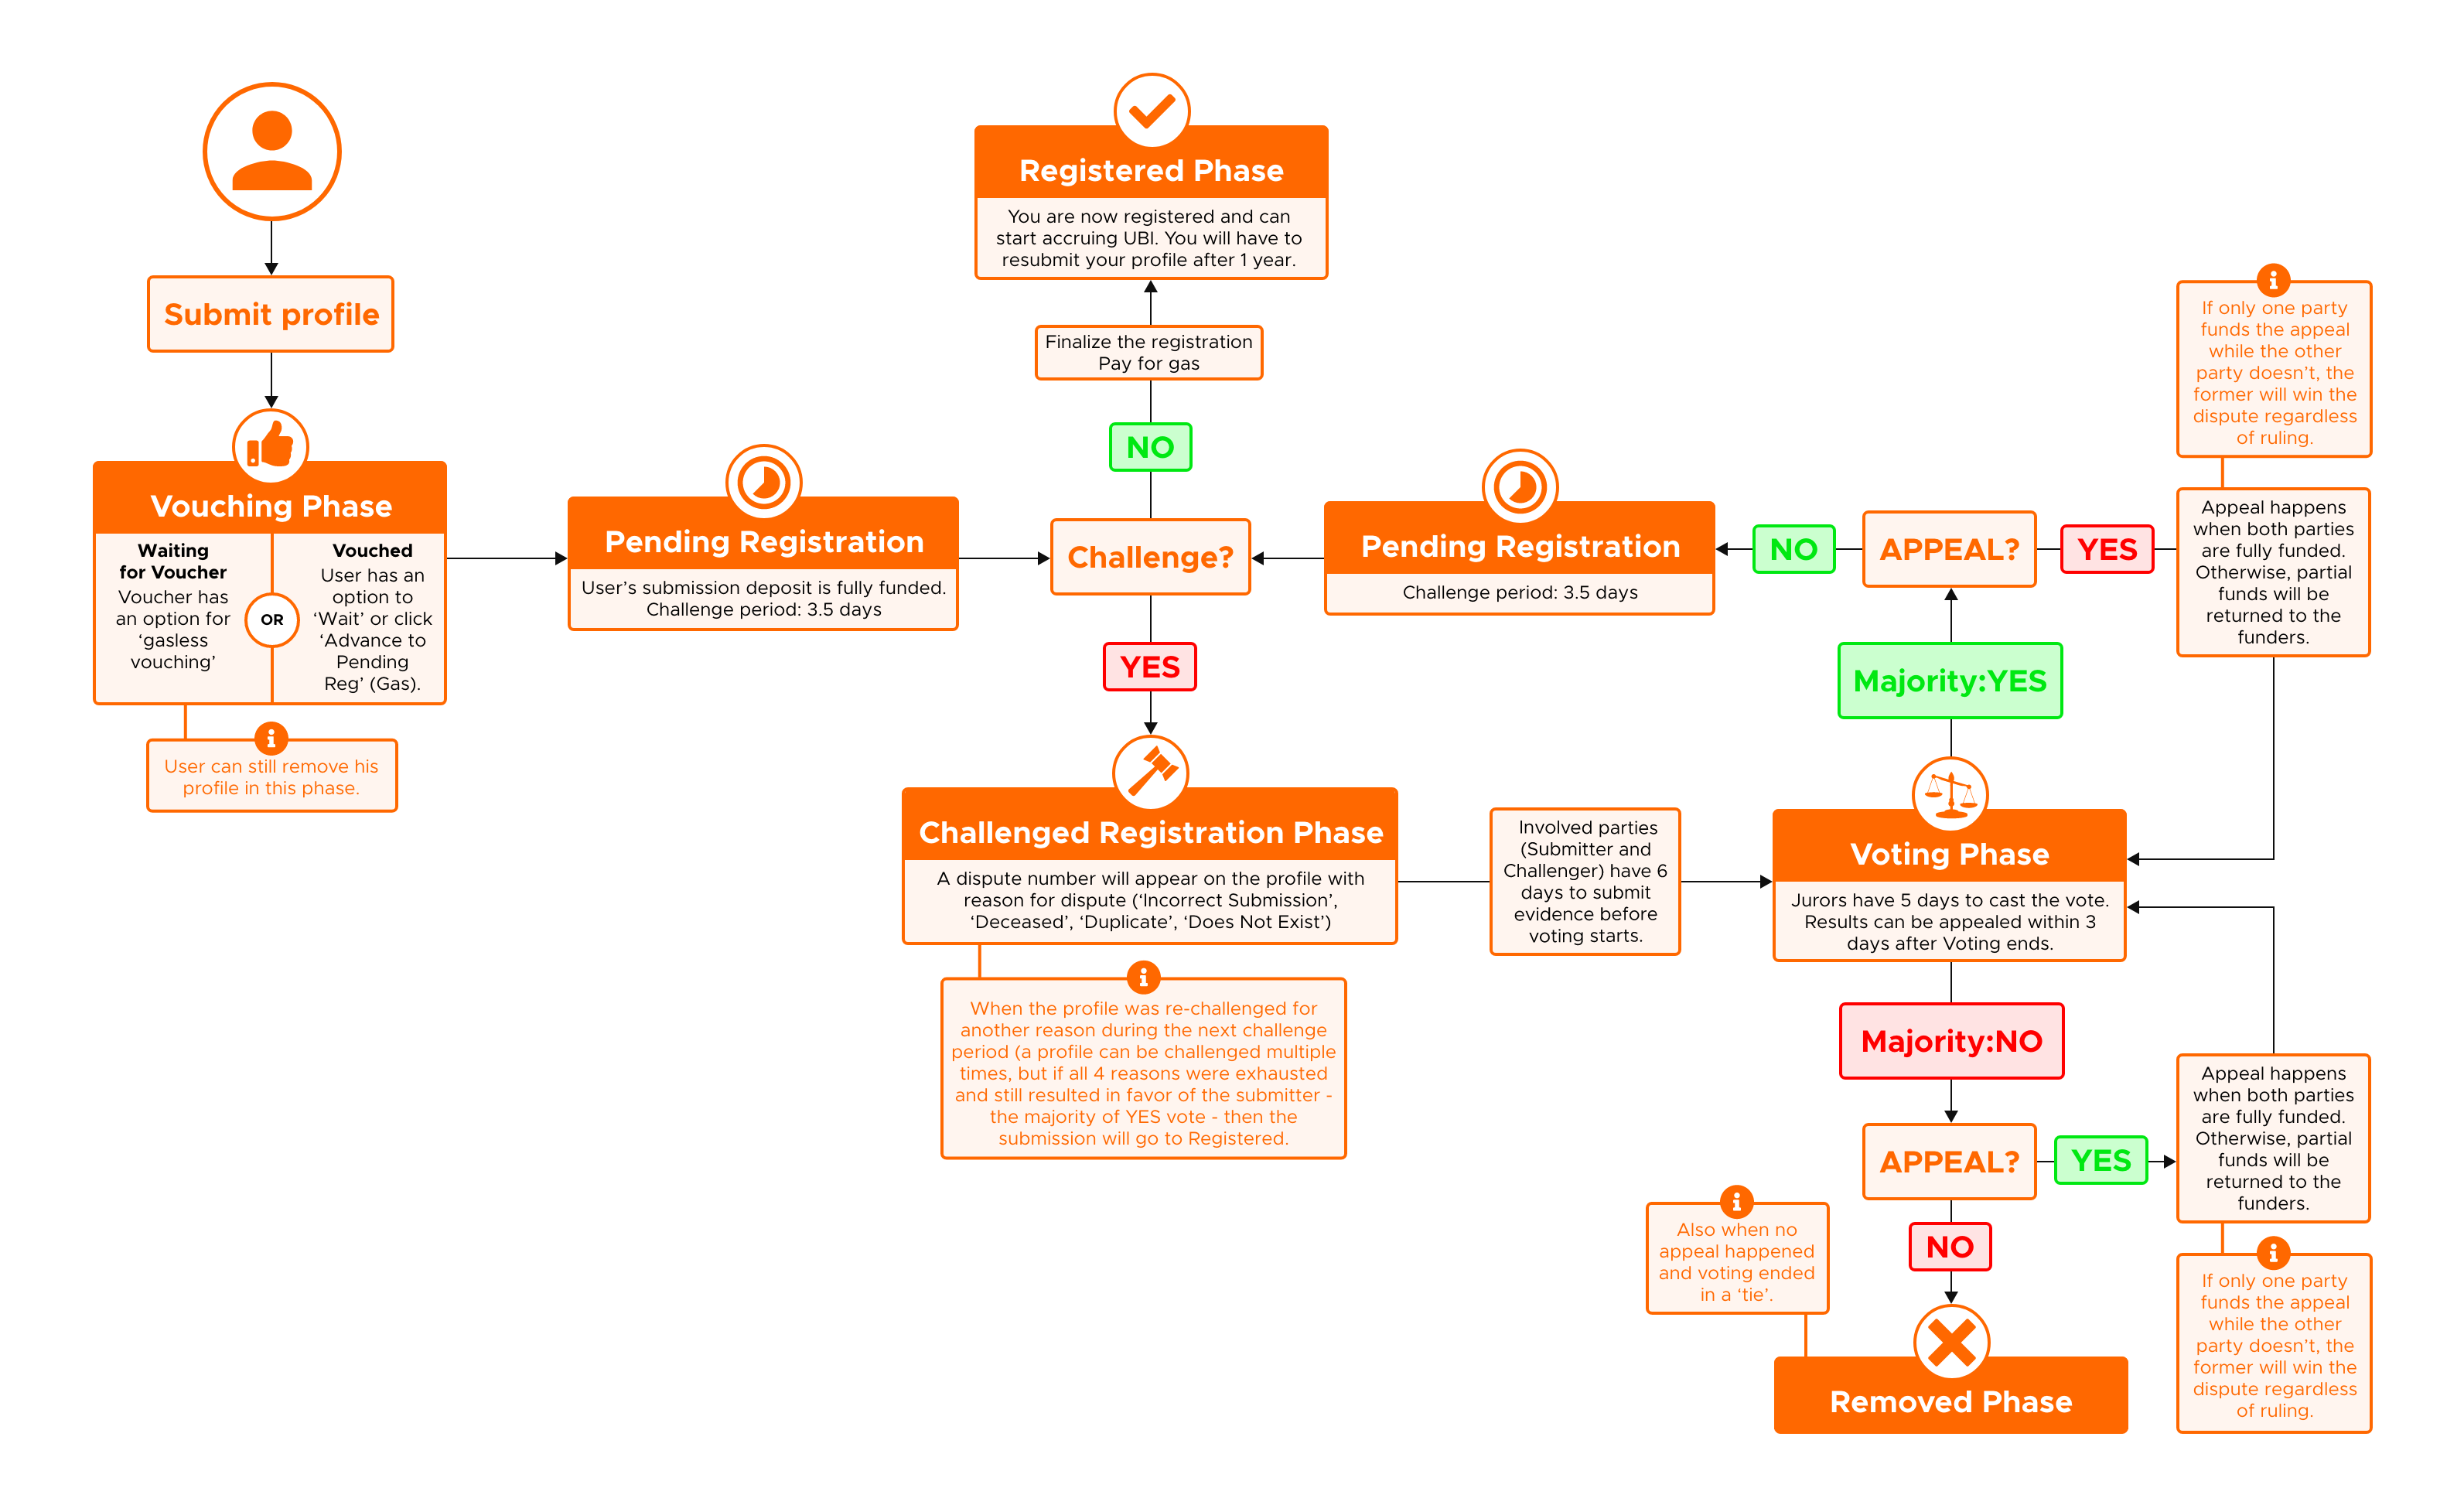 Submit profile
Vouching Phase
Waiting
for Voucher
Voucher has
an option for
‘gasless
vouching’
OR
Vouched
User has an
option to
‘Wait’ or click
‘Advance to
Pending
Reg’ (Gas).
User can still remove his
profile in this phase.
Pending Registration
User’s submission deposit is fully funded.
Challenge period: 3.5 days
Registered Phase
You are now registered and can
start accruing UBI. You will have to
resubmit your profile after 1 year.
Finalize the registration
Pay for gas
NO
Challenge?
YES
Challenged Registration Phase
A dispute number will appear on the profile with
reason for dispute (‘Incorrect Submission’,
‘Deceased’, ‘Duplicate’, ‘Does Not Exist’)
When the profile was re-challenged for
another reason during the next challenge
period (a profile can be challenged multiple
times, but if all 4 reasons were exhausted
and still resulted in favor of the submitter -
the majority of YES vote - then the
submission will go to Registered.
Pending Registration
Challenge period: 3.5 days
Involved parties
(Submitter and
Challenger) have 6
days to submit
evidence before
voting starts.
NO
APPEAL?
YES
If only one party
funds the appeal
while the other
party doesn’t, the
former will win the
dispute regardless
of ruling.
Appeal happens
when both parties
are fully funded.
Otherwise, partial
funds will be
returned to the
funders.
Majority:YES
Voting Phase
Jurors have 5 days to cast the vote.
Results can be appealed within 3
days after Voting ends.
Majority:NO
APPEAL?
YES
Appeal happens
when both parties
are fully funded.
Otherwise, partial
funds will be
returned to the
funders.
If only one party
funds the appeal
while the other
party doesn’t, the
former will win the
dispute regardless
of ruling.
NO
Also when no
appeal happened
and voting ended
in a ‘tie’.
Removed Phase